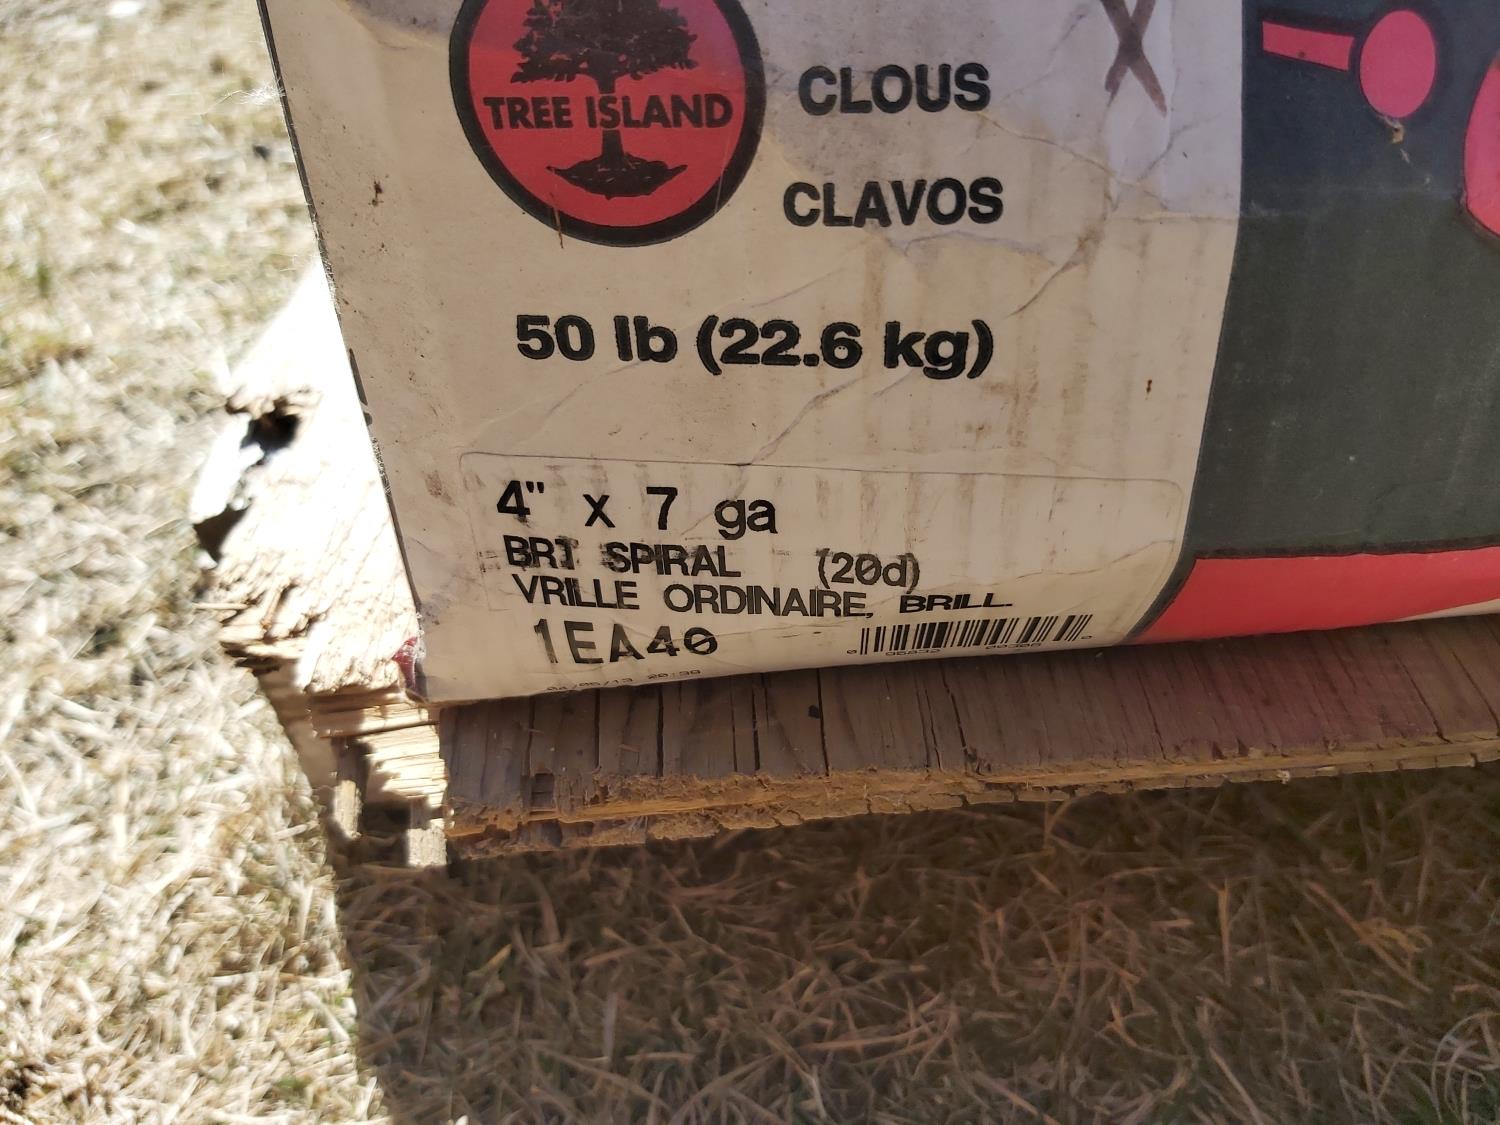 TREE ISLAND
CLOUS
CLAVOS
50 lb (22.6 kg)
4" x 7 ga
BRT SPIRAL (20d)
VRILLE ORDINAIRE, BRILL.
1EA40